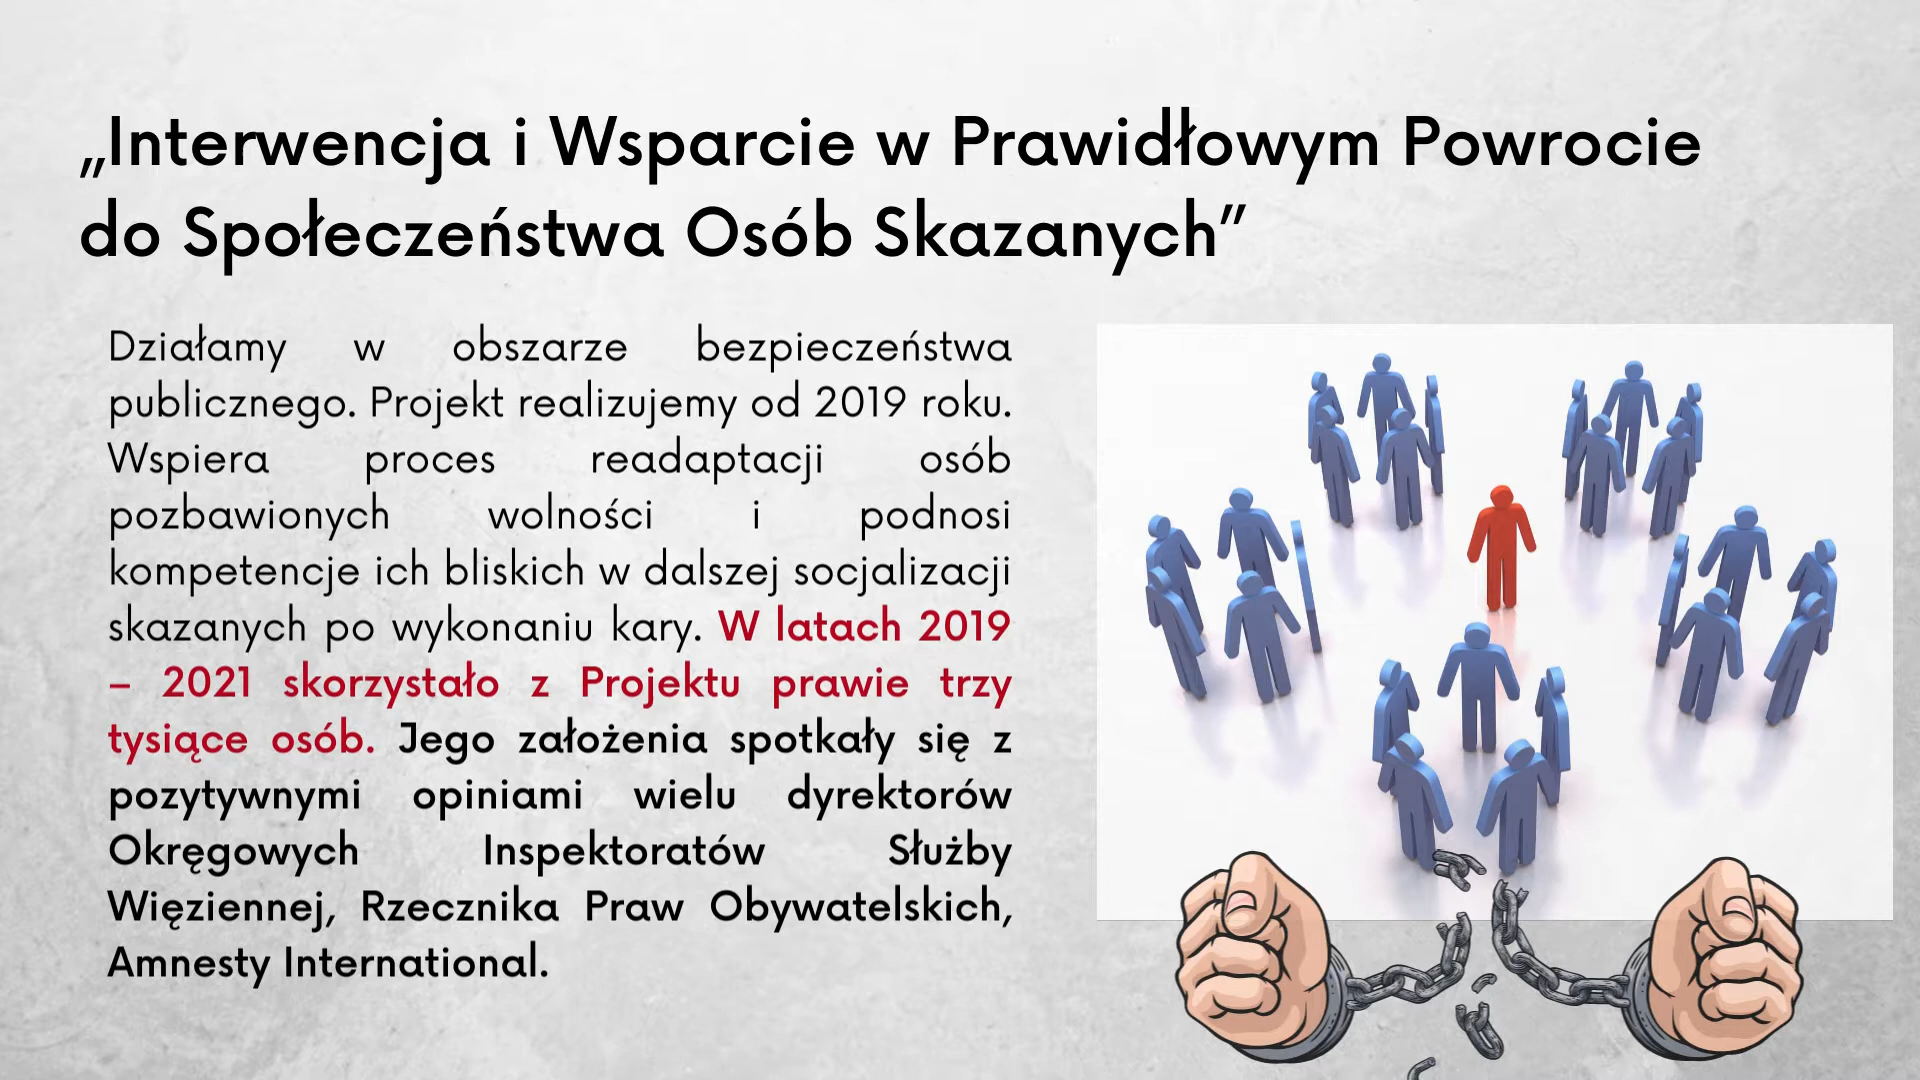 „Interwencja i Wsparcie w Prawidłowym Powrocie
do Społeczeństwa Osób Skazanych”
Działamy w obszarze bezpieczeństwa
publicznego. Projekt realizujemy od 2019 roku.
Wspiera proces readaptacji osób
pozbawionych wolności i podnosi
kompetencje ich bliskich w dalszej socjalizacji
skazanych po wykonaniu kary. W latach 2019
– 2021 skorzystało z Projektu prawie trzy
tysiące osób. Jego założenia spotkały się z
pozytywnymi opiniami wielu dyrektorów
Okręgowych Inspektoratów Służby
Więziennej, Rzecznika Praw Obywatelskich,
Amnesty International.